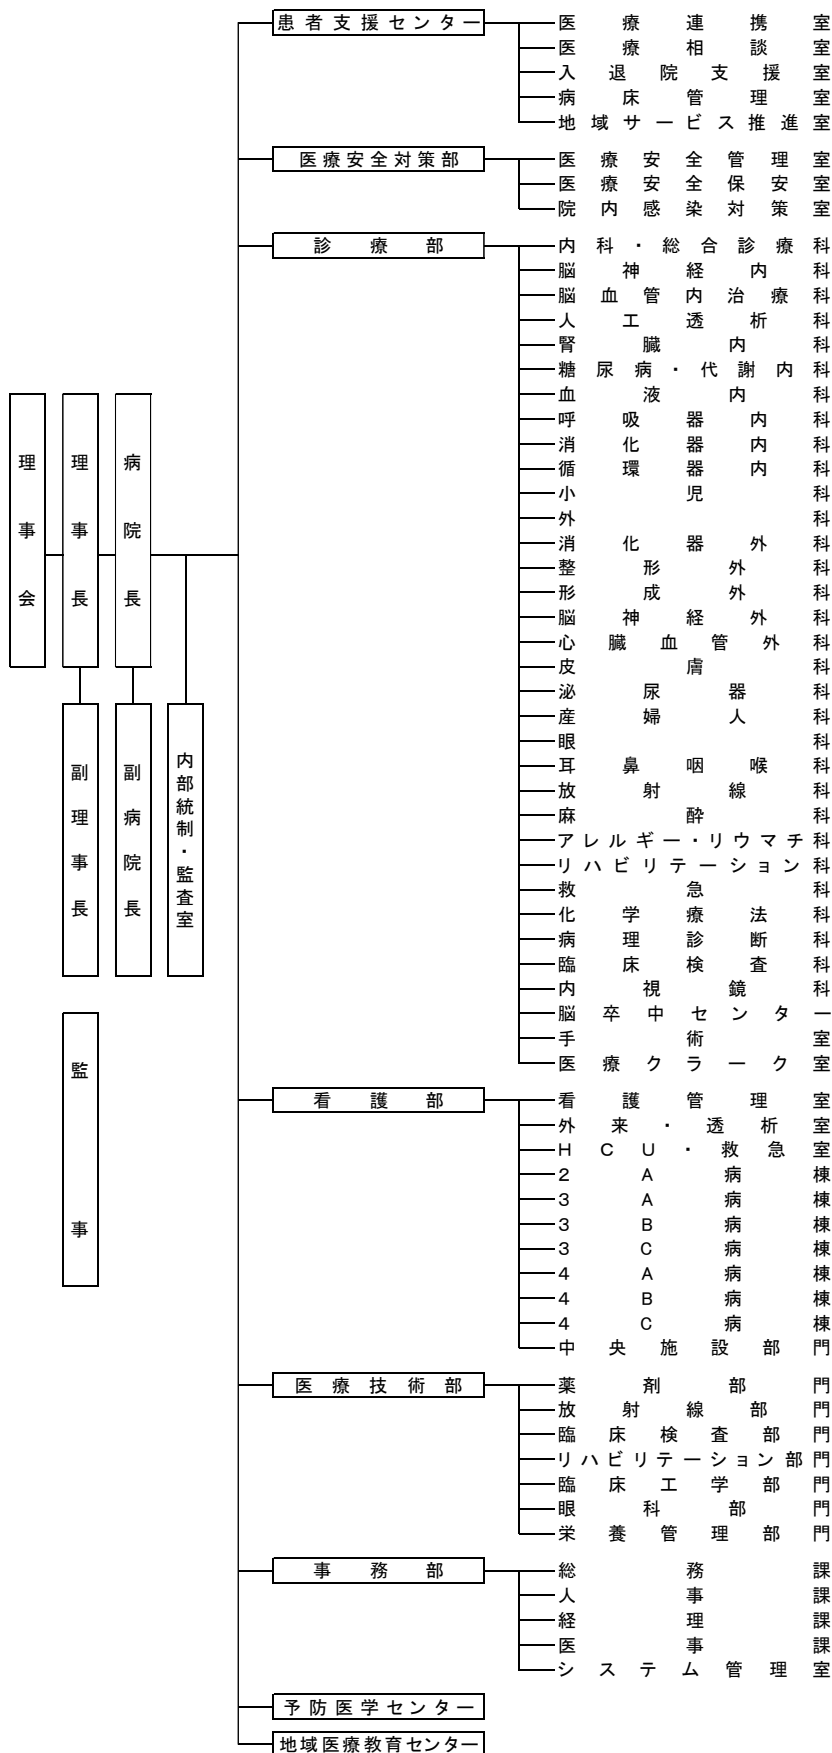 理事会
理事長
病院長
副理事長
副病院長
内部統制・監査室
監事
患者支援センター
医療連携室
医療相談室
入退院支援室
病床管理室
地域サービス推進室
医療安全対策部
医療安全管理室
医療安全保安室
院内感染対策室
診療部
内科・総合診療科
脳神経内科
脳血管内治療科
人工透析科
腎臓内科
糖尿病・代謝内科
血液内科
呼吸器内科
消化器内科
循環器内科
小児科
外科
消化器外科
整形外科
形成外科
脳神経外科
心臓血管外科
皮膚科
泌尿器科
産婦人科
眼科
耳鼻咽喉科
放射線科
麻酔科
アレルギー・リウマチ科
リハビリテーション科
救急科
化学療法科
病理診断科
臨床検査科
内視鏡科
脳卒中センター
手術室
医療クラーク室
看護部
看護管理室
外来・透析室
HCU・救急室
2A病棟
3A病棟
3B病棟
3C病棟
4A病棟
4B病棟
4C病棟
中央施設部門
医療技術部
薬剤部門
放射線部門
臨床検査部門
リハビリテーション部門
臨床工学部門
眼科部門
栄養管理部門
事務部
総務課
人事課
経理課
医事課
システム管理室
予防医学センター
地域医療教育センター